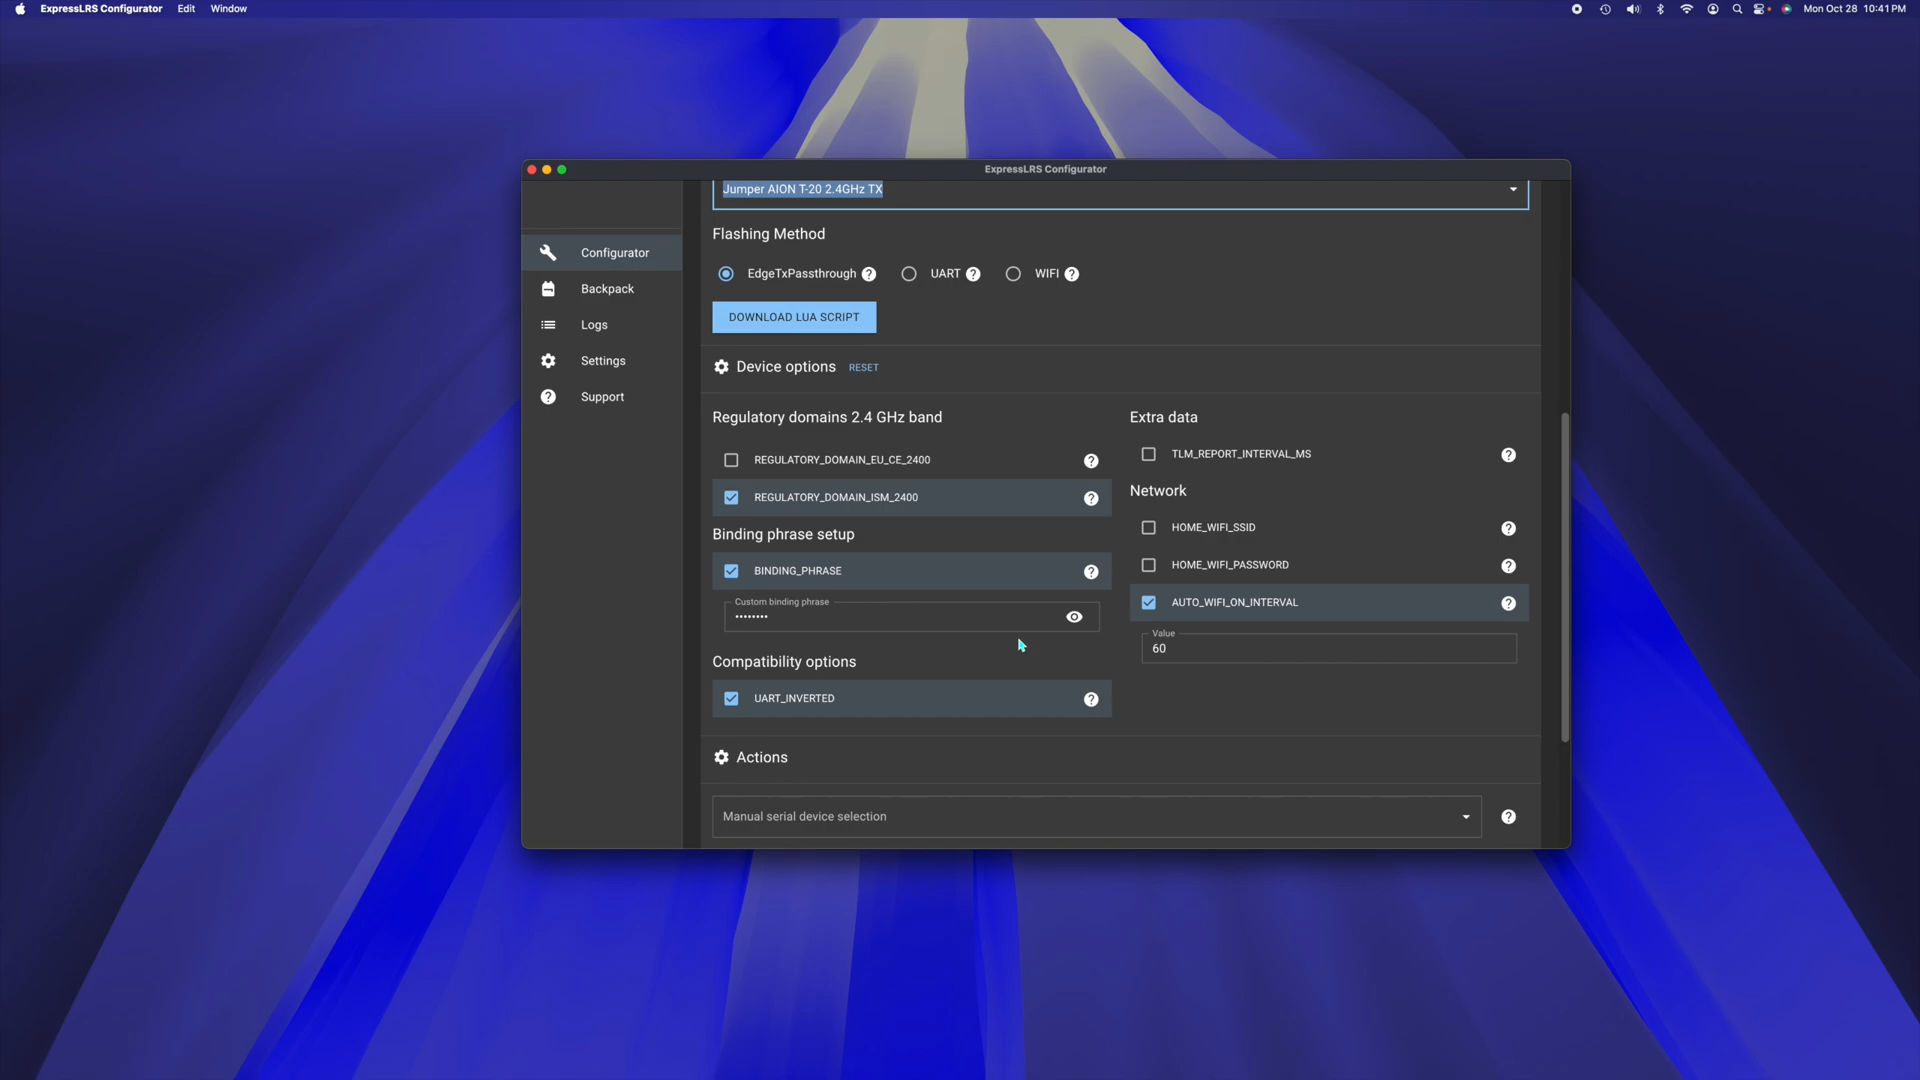 ExpressLRS Configurator Edit Window Mon Oct 28 10:41 PM
ExpressLRS Configurator
Jumper AION T-20 2.4GHz TX
Configurator
Backpack
Logs
Settings
Support
Flashing Method
EdgeTxPassthrough ? UART ? WIFI ?
DOWNLOAD LUA SCRIPT
Device options RESET
Regulatory domains 2.4 GHz band
REGULATORY_DOMAIN_EU_CE_2400 ?
REGULATORY_DOMAIN_ISM_2400 ?
Binding phrase setup
BINDING_PHRASE ?
Custom binding phrase
••••••••
Compatibility options
UART_INVERTED ?
Extra data
TLM_REPORT_INTERVAL_MS ?
Network
HOME_WIFI_SSID ?
HOME_WIFI_PASSWORD ?
AUTO_WIFI_ON_INTERVAL ?
Value
60
Actions
Manual serial device selection ?